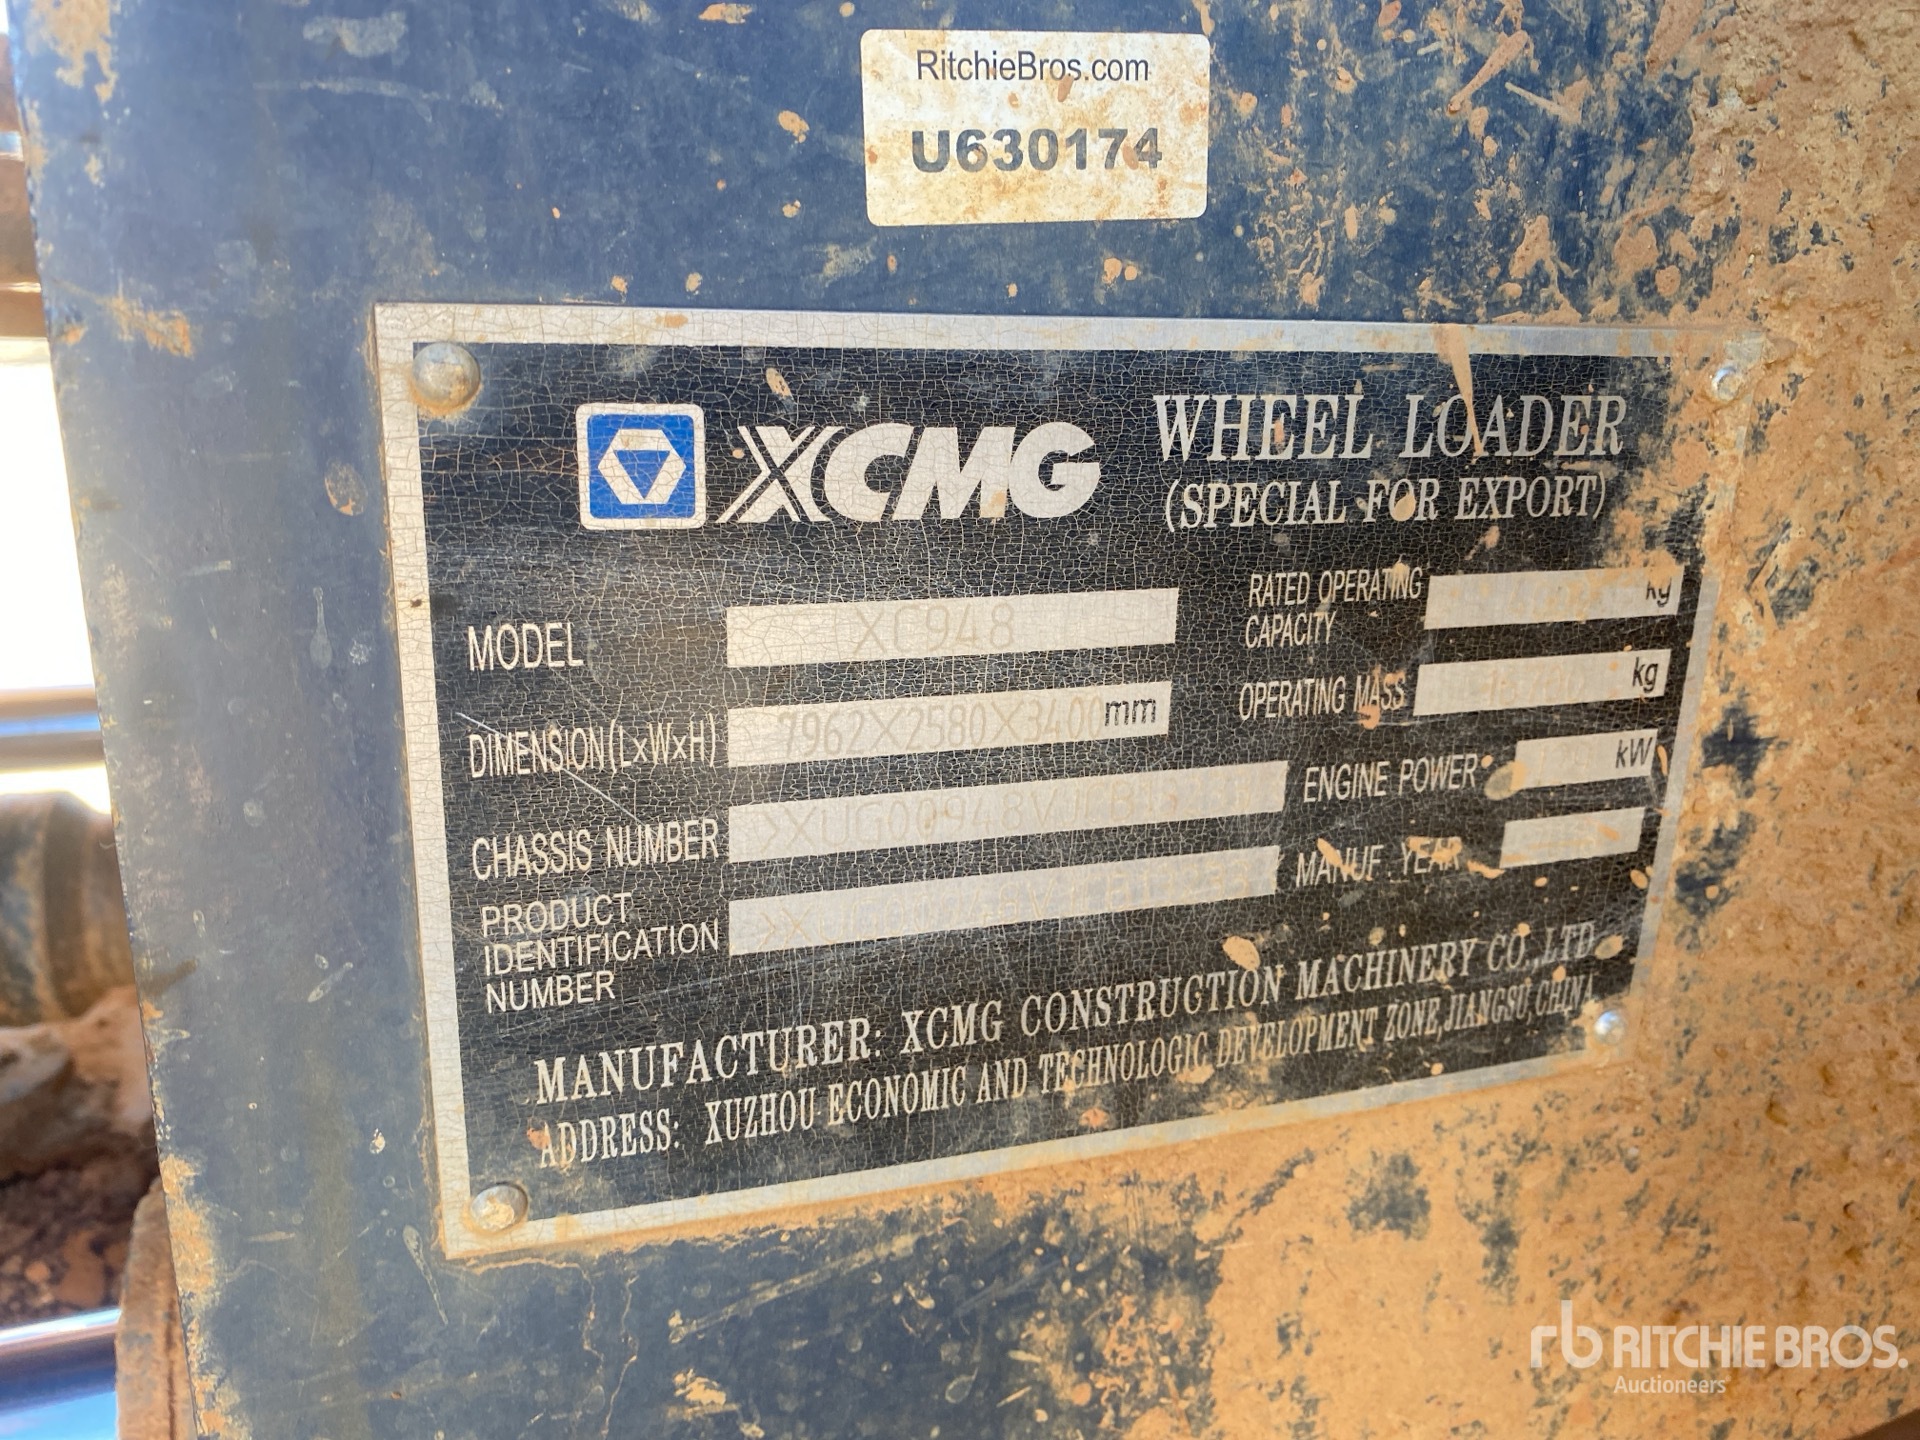 RitchieBros.com
U630174
XCMG
WHEEL LOADER
(SPECIAL FOR EXPORT)
MODEL XC948
RATED OPERATING CAPACITY kg
DIMENSION(L×W×H) 7962X2580X3400mm
OPERATING MASS kg
CHASSIS NUMBER
ENGINE POWER kW
PRODUCT IDENTIFICATION NUMBER
MANUF. YEAR
MANUFACTURER: XCMG CONSTRUCTION MACHINERY CO.,LTD
ADDRESS: XUZHOU ECONOMIC AND TECHNOLOGIC DEVELOPMENT ZONE,JIANGSU,CHINA
rb RITCHIE BROS.
Auctioneers